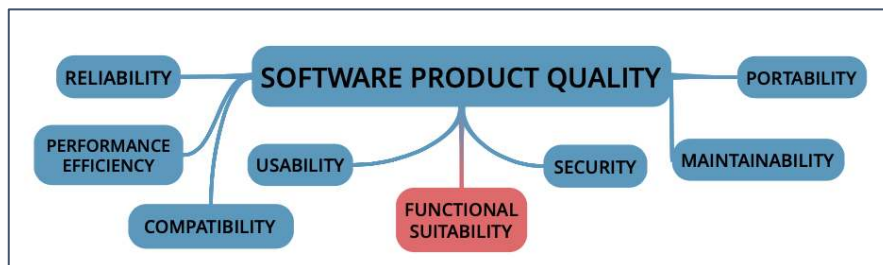 SOFTWARE PRODUCT QUALITY
RELIABILITY
PORTABILITY
PERFORMANCE
EFFICIENCY
USABILITY
SECURITY
MAINTAINABILITY
COMPATIBILITY
FUNCTIONAL
SUITABILITY